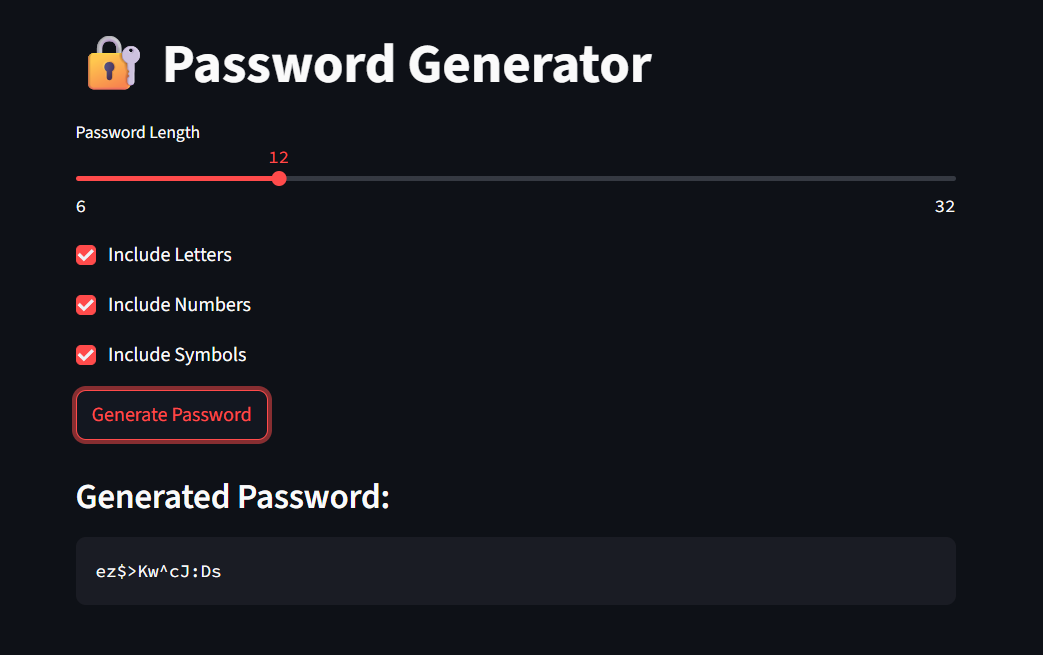 Password Generator
Password Length
12
6 32
Include Letters
Include Numbers
Include Symbols
Generate Password
Generated Password:
ez$>Kw^cJ:Ds